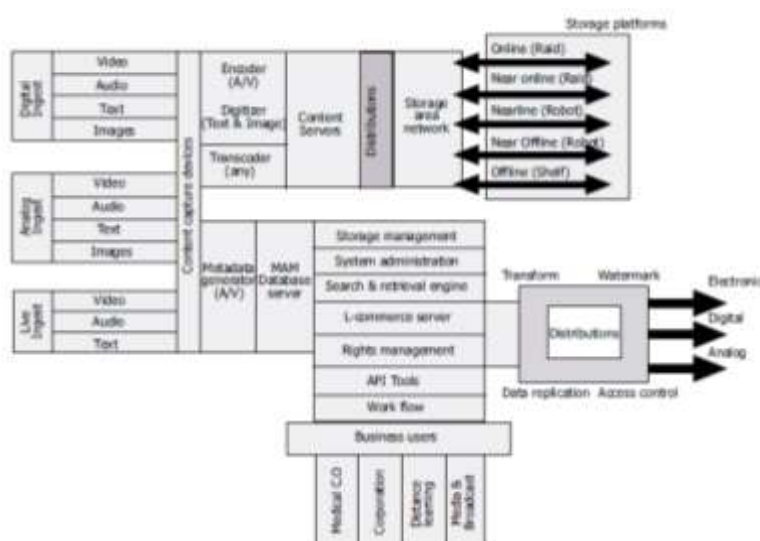 Storage platforms
Digital
Ingest
Video
Audio
Text
Images
Analog
Ingest
Video
Audio
Text
Images
Live
Ingest
Video
Audio
Text
Content capture devices
Encoder
(A/V)
Digitizer
(Text & Image)
Transcoder
(any)
Content
Servers
Distributions
Storage
area
network
Online (Raid)
Near online (Raid)
Nearline (Robot)
Near Offline (Robot)
Offline (Shelf)
Metadada
generator
(A/V)
MAM
Database
server
Storage management
System administration
Search & retrieval engine
L-commerce server
Rights management
API Tools
Work flow
Business users
Medical C.O
Corporation
Distance
learning
Media &
Broadcast
Transform
Watermark
Distributions
Data replication
Access control
Electronic
Digital
Analog